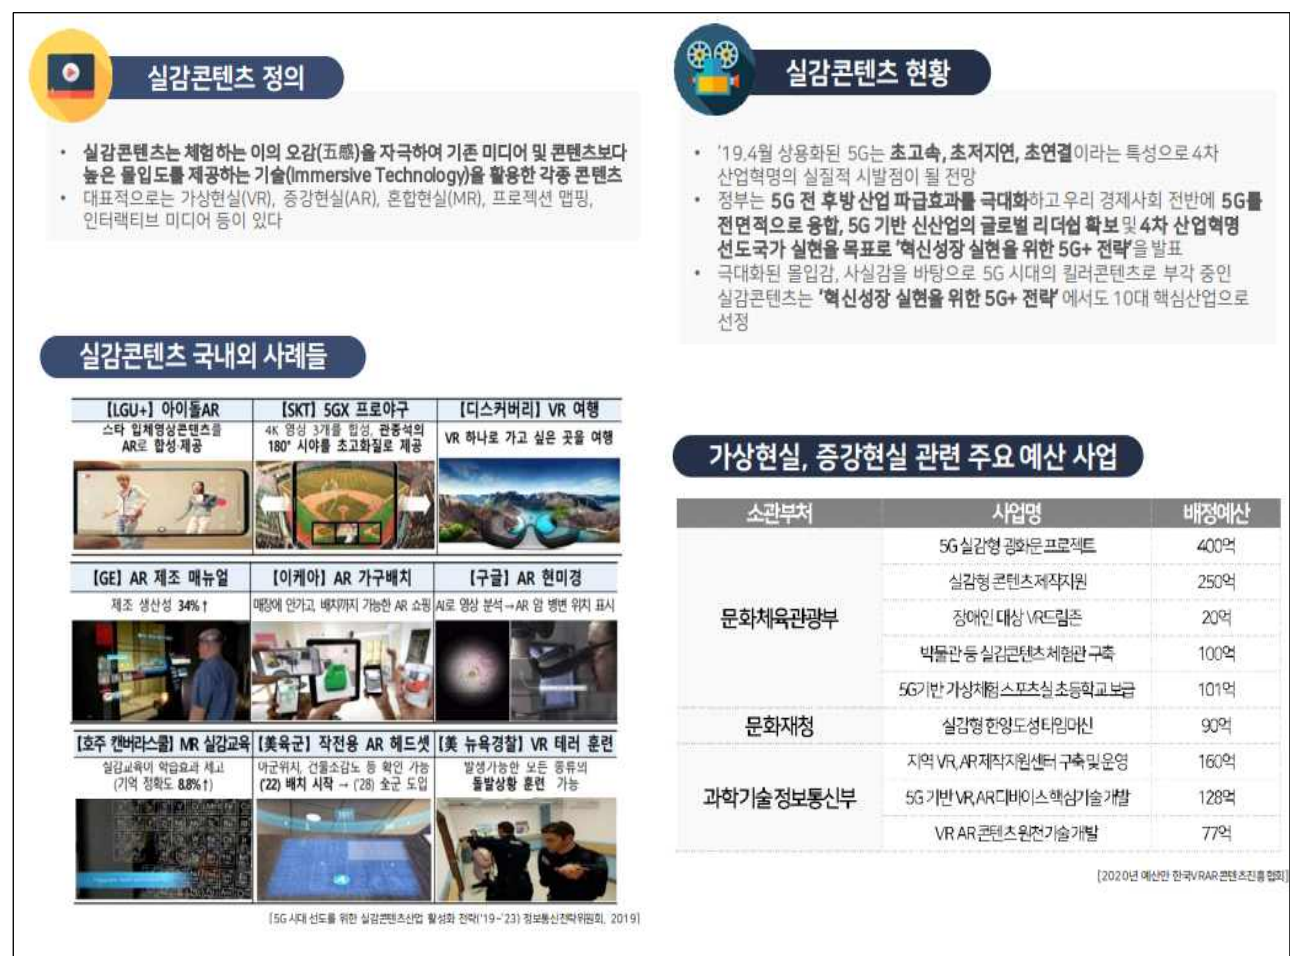 실감콘텐츠 정의
• 실감콘텐츠는 체험하는 이의 오감(五感)을 자극하여 기존 미디어 및 콘텐츠보다
높은 몰입도를 제공하는 기술(Immersive Technology)을 활용한 각종 콘텐츠
• 대표적으로는 가상현실(VR), 증강현실(AR), 혼합현실(MR), 프로젝션 맵핑,
인터랙티브 미디어 등이 있다
실감콘텐츠 국내외 사례들
【LGU+】 아이돌AR
스타 입체영상콘텐츠를
AR로 합성·제공
【SKT】 5GX 프로야구
4K 영상 3개를 합성, 관중석의
180° 시야를 초고화질로 제공
【디스커버리】 VR 여행
VR 하나로 가고 싶은 곳을 여행
【GE】 AR 제조 매뉴얼
제조 생산성 34%↑
【이케아】 AR 가구배치
매장에 안가고, 배치까지 가능한 AR 쇼핑
【구글】 AR 현미경
AI로 영상 분석→AR 암 병변 위치 표시
【호주 캔버라스쿨】 MR 실감교육
실감교육이 학습효과 제고
(기억 정확도 8.8%↑)
【美육군】 작전용 AR 헤드셋
아군위치, 건물조감도 등 확인 가능
('22) 배치 시작 → ('28) 全군 도입
【美 뉴욕경찰】 VR 테러 훈련
발생가능한 모든 종류의
돌발상황 훈련 가능
[5G 시대 선도를 위한 실감콘텐츠산업 활성화 전략('19~'23) 정보통신전략위원회, 2019]
실감콘텐츠 현황
• '19.4월 상용화된 5G는 초고속, 초저지연, 초연결이라는 특성으로 4차
산업혁명의 실질적 시발점이 될 전망
• 정부는 5G 전 후방 산업 파급효과를 극대화하고 우리 경제사회 전반에 5G를
전면적으로 융합, 5G 기반 신산업의 글로벌 리더쉽 확보 및 4차 산업혁명
선도국가 실현을 목표로 '혁신성장 실현을 위한 5G+ 전략'을 발표
• 극대화된 몰입감, 사실감을 바탕으로 5G 시대의 킬러콘텐츠로 부각 중인
실감콘텐츠는 '혁신성장 실현을 위한 5G+ 전략' 에서도 10대 핵심산업으로
선정
가상현실, 증강현실 관련 주요 예산 사업
소관부처 사업명 배정예산
문화체육관광부
5G 실감형 광화문 프로젝트 400억
실감형 콘텐츠 제작지원 250억
장애인 대상 VR드림존 20억
박물관 등 실감콘텐츠 체험관 구축 100억
5G기반 가상체험 스포츠실 초등학교 보급 101억
문화재청 실감형 한양도성 타임머신 90억
과학기술정보통신부
지역 VR, AR 제작지원센터 구축 및 운영 160억
5G 기반 VR, AR 디바이스 핵심기술 개발 128억
VR AR 콘텐츠 원천기술 개발 77억
[2020년 예산안 한국VRAR콘텐츠진흥협회]